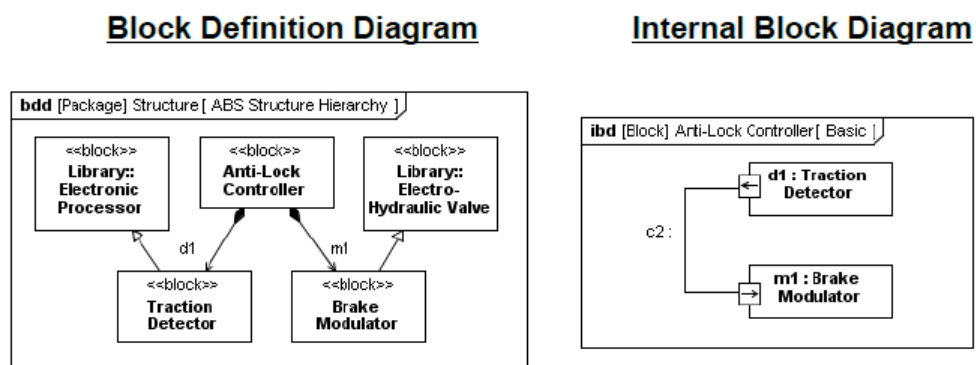 Block Definition Diagram
Internal Block Diagram
bdd [Package] Structure [ ABS Structure Hierarchy ]
<<block>>
Library::
Electronic
Processor
<<block>>
Anti-Lock
Controller
<<block>>
Library::
Electro-
Hydraulic Valve
d1
m1
<<block>>
Traction
Detector
<<block>>
Brake
Modulator
ibd [Block] Anti-Lock Controller[ Basic ]
d1 : Traction
Detector
c2 :
m1 : Brake
Modulator